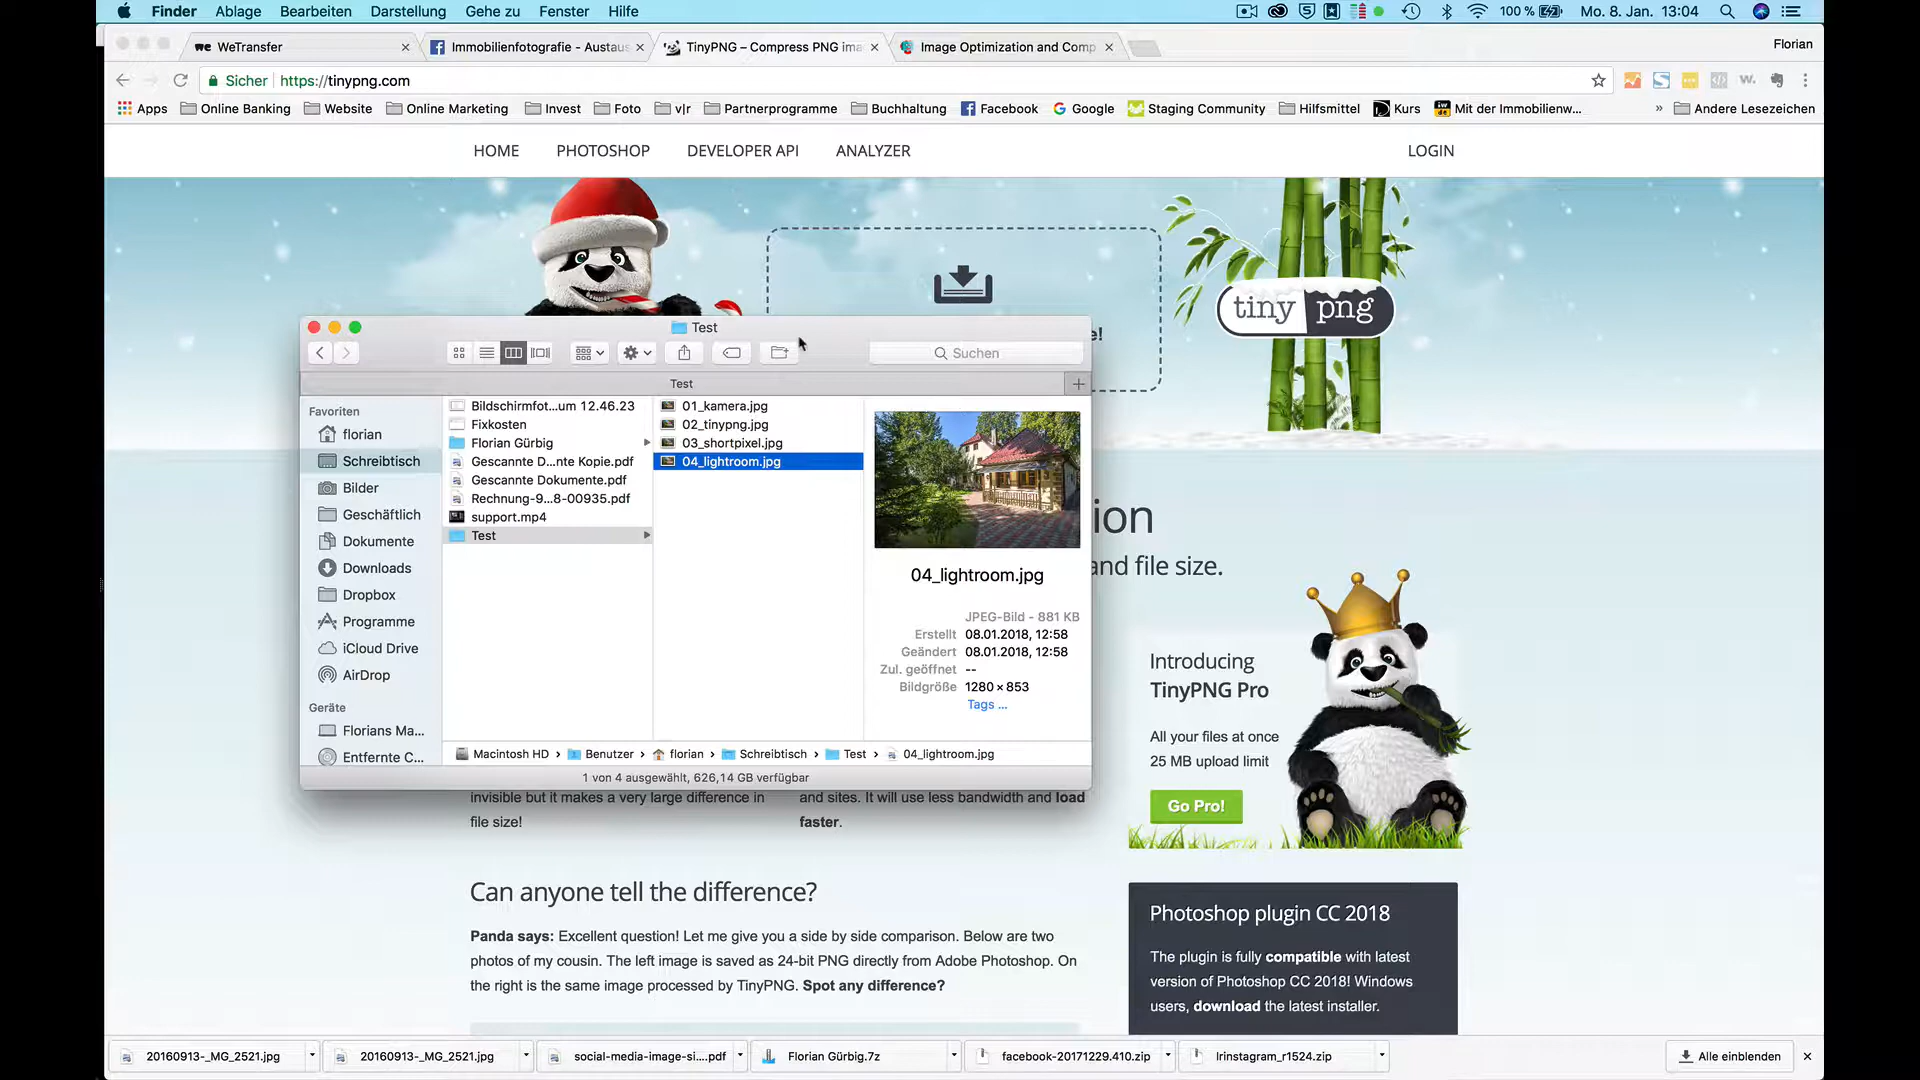 Finder Ablage Bearbeiten Darstellung Gehe zu Fenster Hilfe 100 % Mo. 8. Jan. 13:04
WeTransfer
Immobilienfotografie - Austaus
TinyPNG – Compress PNG ima
Image Optimization and Comp
Florian
Sicher https://tinypng.com
Apps Online Banking Website Online Marketing Invest Foto v|r Partnerprogramme Buchhaltung Facebook Google Staging Community Hilfsmittel Kurs Mit der Immobilienw... » Andere Lesezeichen
HOME PHOTOSHOP DEVELOPER API ANALYZER LOGIN
tiny png
e!
Test
Suchen
Test
Favoriten
florian
Schreibtisch
Bilder
Geschäftlich
Dokumente
Downloads
Dropbox
Programme
iCloud Drive
AirDrop
Geräte
Florians Ma...
Entfernte C...
Bildschirmfot...um 12.46.23
Fixkosten
Florian Gürbig
Gescannte D...nte Kopie.pdf
Gescannte Dokumente.pdf
Rechnung-9...8-00935.pdf
support.mp4
Test
01_kamera.jpg
02_tinypng.jpg
03_shortpixel.jpg
04_lightroom.jpg
04_lightroom.jpg
JPEG-Bild - 881 KB
Erstellt 08.01.2018, 12:58
Geändert 08.01.2018, 12:58
Zul. geöffnet --
Bildgröße 1280 × 853
Tags ...
Macintosh HD › Benutzer › florian › Schreibtisch › Test › 04_lightroom.jpg
1 von 4 ausgewählt, 626,14 GB verfügbar
ion
and file size.
Introducing
TinyPNG Pro
All your files at once
25 MB upload limit
Go Pro!
invisible but it makes a very large difference in
file size!
and sites. It will use less bandwidth and load
faster.
Can anyone tell the difference?
Panda says: Excellent question! Let me give you a side by side comparison. Below are two
photos of my cousin. The left image is saved as 24-bit PNG directly from Adobe Photoshop. On
the right is the same image processed by TinyPNG. Spot any difference?
Photoshop plugin CC 2018
The plugin is fully compatible with latest
version of Photoshop CC 2018! Windows
users, download the latest installer.
20160913-_MG_2521.jpg
20160913-_MG_2521.jpg
social-media-image-si....pdf
Florian Gürbig.7z
facebook-20171229.410.zip
lrinstagram_r1524.zip
Alle einblenden